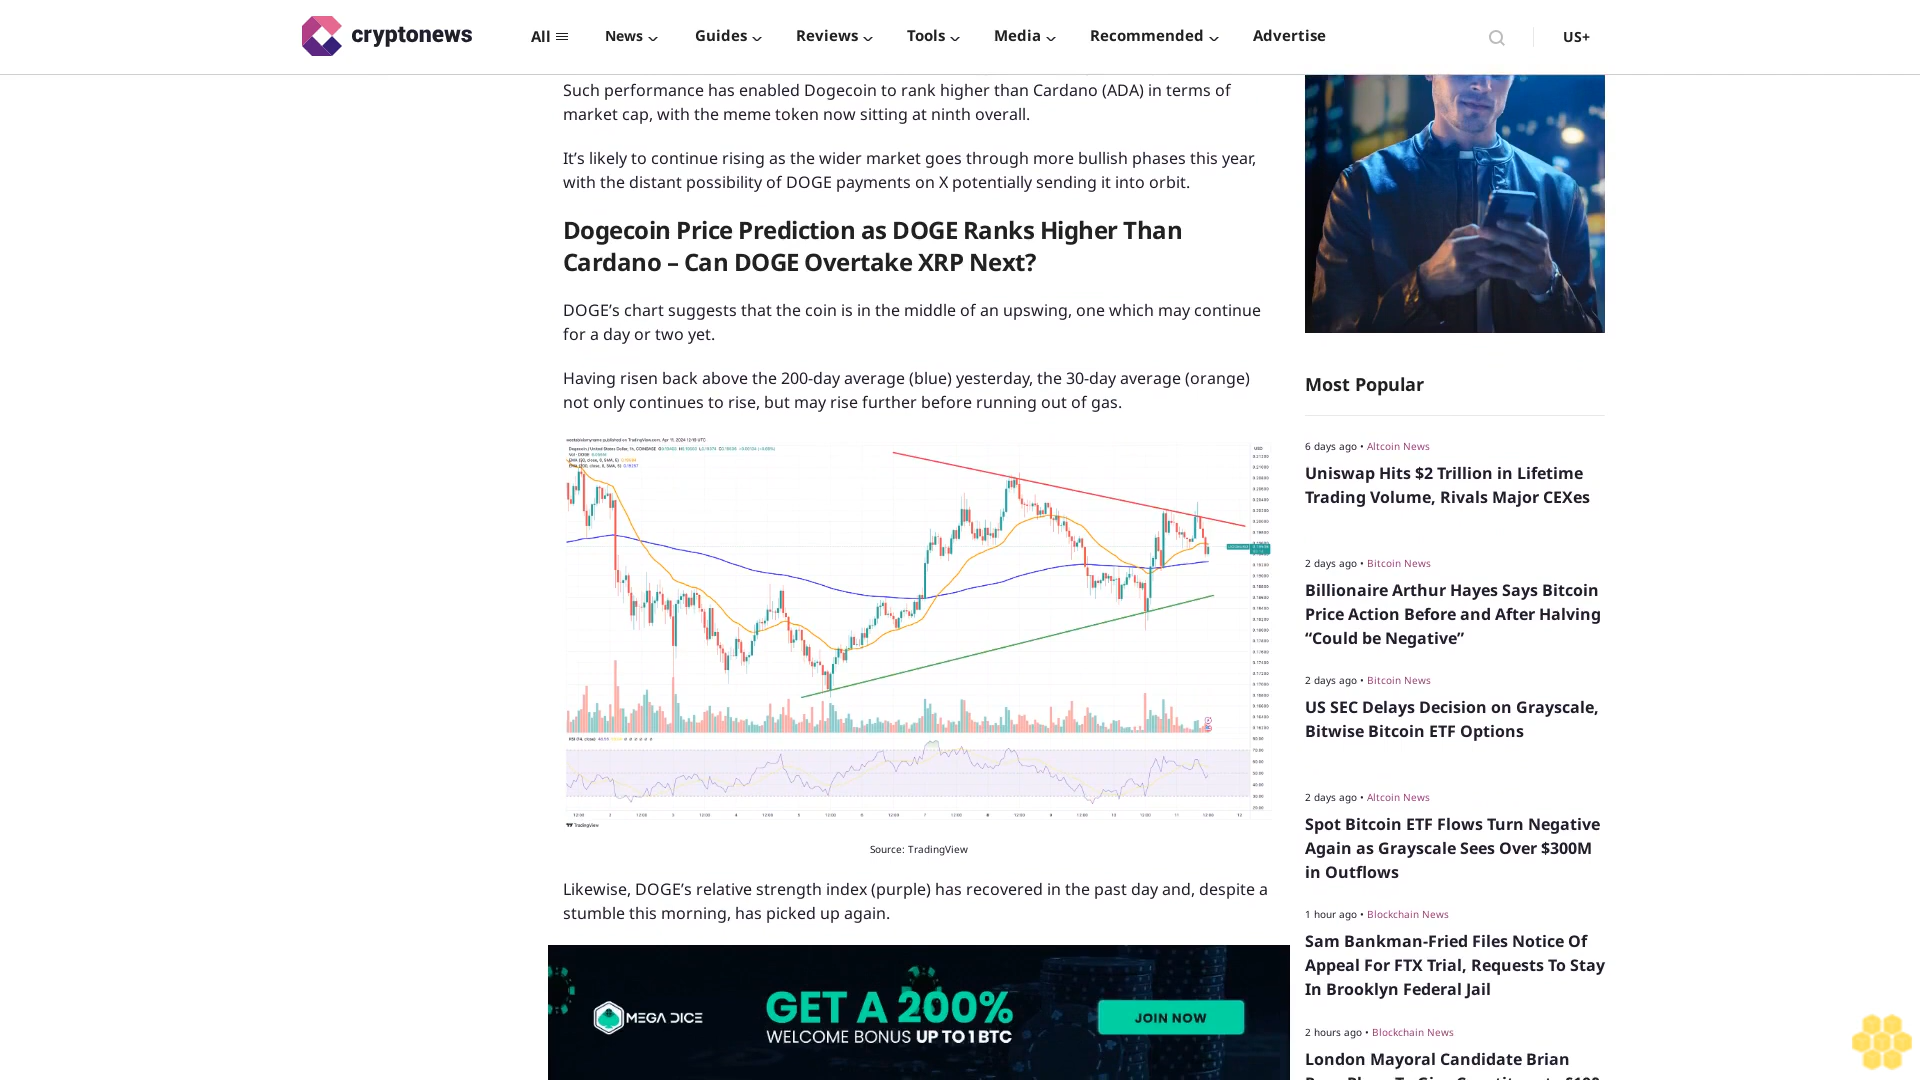 cryptonews
All
News
Guides
Reviews
Tools
Media
Recommended
Advertise
US+
Such performance has enabled Dogecoin to rank higher than Cardano (ADA) in terms of
market cap, with the meme token now sitting at ninth overall.
It’s likely to continue rising as the wider market goes through more bullish phases this year,
with the distant possibility of DOGE payments on X potentially sending it into orbit.
Dogecoin Price Prediction as DOGE Ranks Higher Than
Cardano – Can DOGE Overtake XRP Next?
DOGE’s chart suggests that the coin is in the middle of an upswing, one which may continue
for a day or two yet.
Having risen back above the 200-day average (blue) yesterday, the 30-day average (orange)
not only continues to rise, but may rise further before running out of gas.
TradingView
Source: TradingView
Likewise, DOGE’s relative strength index (purple) has recovered in the past day and, despite a
stumble this morning, has picked up again.
MEGA DICE
GET A 200%
WELCOME BONUS UP TO 1 BTC
JOIN NOW
Most Popular
6 days ago • Altcoin News
Uniswap Hits $2 Trillion in Lifetime
Trading Volume, Rivals Major CEXes
2 days ago • Bitcoin News
Billionaire Arthur Hayes Says Bitcoin
Price Action Before and After Halving
“Could be Negative”
2 days ago • Bitcoin News
US SEC Delays Decision on Grayscale,
Bitwise Bitcoin ETF Options
2 days ago • Altcoin News
Spot Bitcoin ETF Flows Turn Negative
Again as Grayscale Sees Over $300M
in Outflows
1 hour ago • Blockchain News
Sam Bankman-Fried Files Notice Of
Appeal For FTX Trial, Requests To Stay
In Brooklyn Federal Jail
2 hours ago • Blockchain News
London Mayoral Candidate Brian